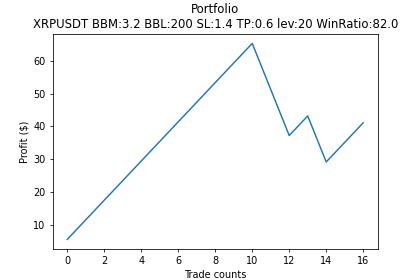 Portfolio
XRPUSDT BBM:3.2 BBL:200 SL:1.4 TP:0.6 lev:20 WinRatio:82.0
Profit ($)
60
50
40
30
20
10
0 2 4 6 8 10 12 14 16
Trade counts